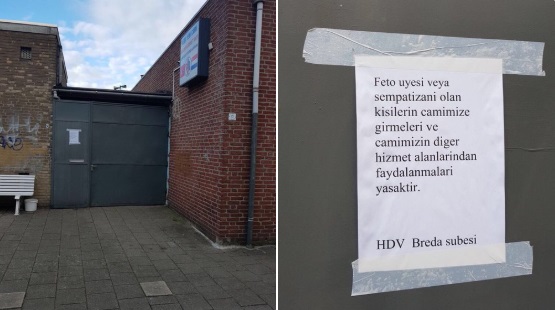 Feto uyesi veya
sempatizani olan
kisilerin camimize
girmeleri ve
camimizin diger
hizmet alanlarindan
faydalanmalari
yasaktir.
HDV Breda subesi